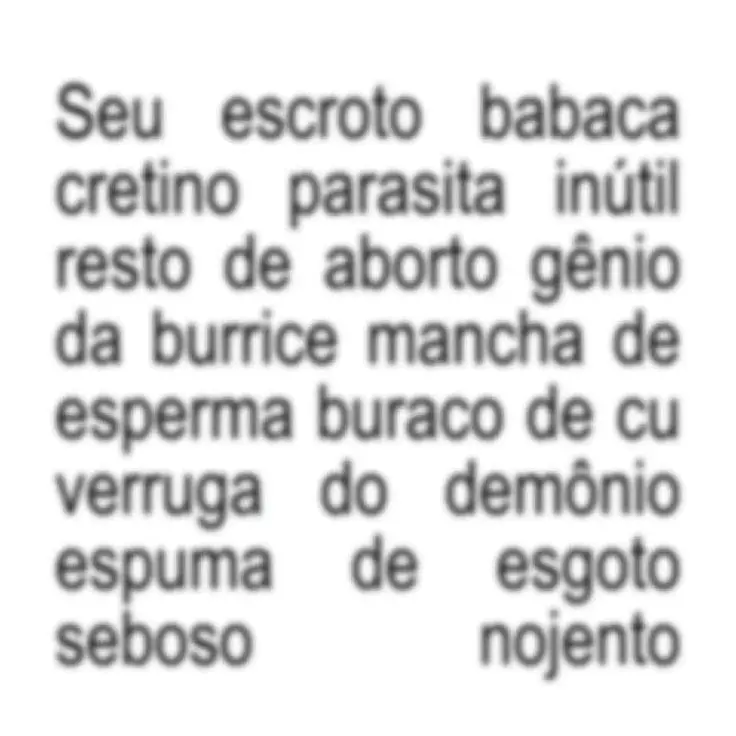 Seu escroto babaca
cretino parasita inútil
resto de aborto gênio
da burrice mancha de
esperma buraco de cu
verruga do demônio
espuma de esgoto
seboso nojento